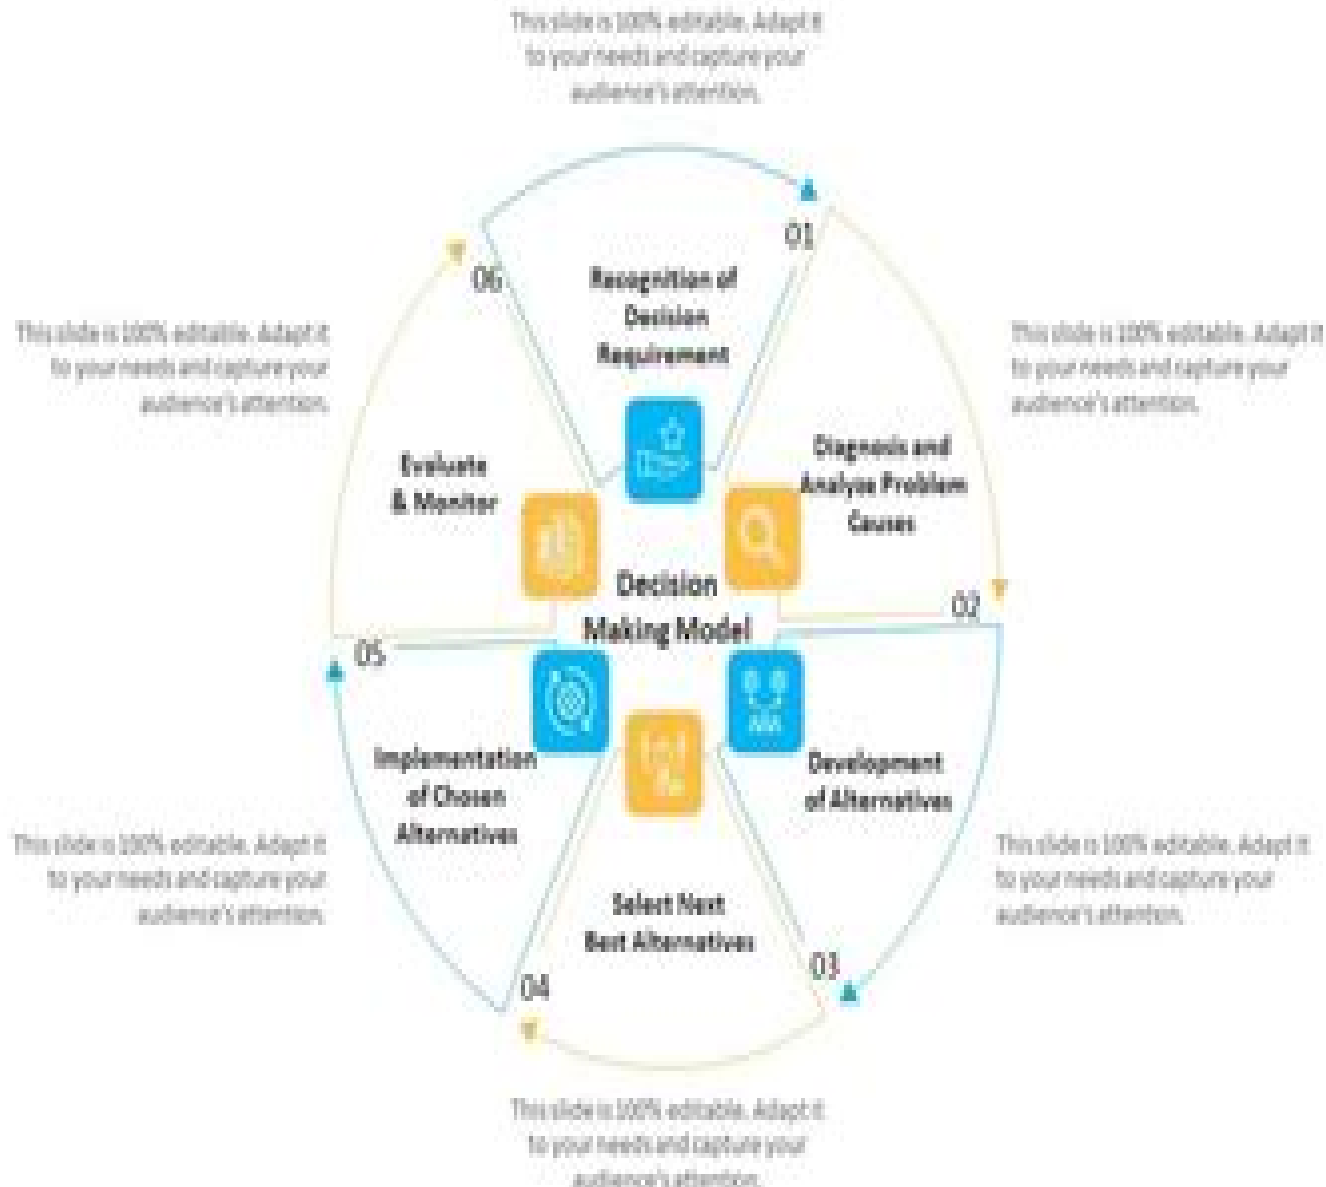 This slide is 100% editable. Adapt it
to your needs and capture your
audience's attention.
01
Recognition of
Decision
Requirement
This slide is 100% editable. Adapt it
to your needs and capture your
audience's attention.
Diagnosis and
Analyse Problem
Causes
02
This slide is 100% editable. Adapt it
to your needs and capture your
audience's attention.
Development
of Alternatives
03
This slide is 100% editable. Adapt it
to your needs and capture your
audience's attention.
Select Next
Best Alternatives
04
This slide is 100% editable. Adapt it
to your needs and capture your
audience's attention.
Implementation
of Chosen
Alternatives
05
This slide is 100% editable. Adapt it
to your needs and capture your
audience's attention.
Evaluate
& Monitor
06
Decision
Making Model